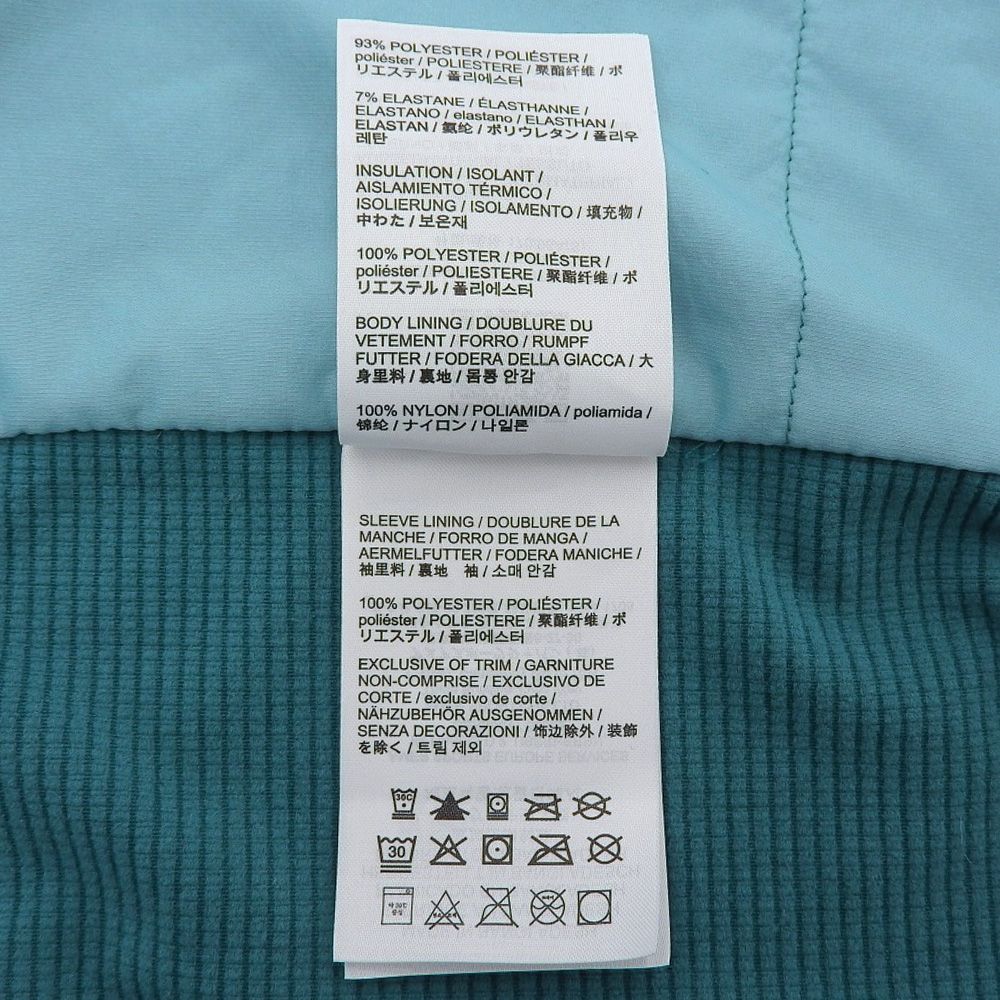 93% POLYESTER / POLIÉSTER /
poliéster / POLIESTERE / 聚酯纤维 / ポ
リエステル / 폴리에스터
7% ELASTANE / ÉLASTHANNE /
ELASTANO / elastano / ELASTHAN /
ELASTAN / 氨纶 / ポリウレタン / 폴리우
레탄
INSULATION / ISOLANT /
AISLAMIENTO TÉRMICO /
ISOLIERUNG / ISOLAMENTO / 填充物 /
中わた / 보온재
100% POLYESTER / POLIÉSTER /
poliéster / POLIESTERE / 聚酯纤维 / ポ
リエステル / 폴리에스터
BODY LINING / DOUBLURE DU
VETEMENT / FORRO / RUMPF
FUTTER / FODERA DELLA GIACCA / 大
身里料 / 裏地 / 몸통 안감
100% NYLON / POLIAMIDA / poliamida /
锦纶 / ナイロン / 나일론
SLEEVE LINING / DOUBLURE DE LA
MANCHE / FORRO DE MANGA /
AERMELFUTTER / FODERA MANICHE /
袖里料 / 裏地 袖 / 소매 안감
100% POLYESTER / POLIÉSTER /
poliéster / POLIESTERE / 聚酯纤维 / ポ
リエステル / 폴리에스터
EXCLUSIVE OF TRIM / GARNITURE
NON-COMPRISE / EXCLUSIVO DE
CORTE / exclusivo de corte /
NÄHZUBEHÖR AUSGENOMMEN /
SENZA DECORAZIONI / 饰边除外 / 装飾
を除く / 트림 제외
30C
30
약 30℃
중성